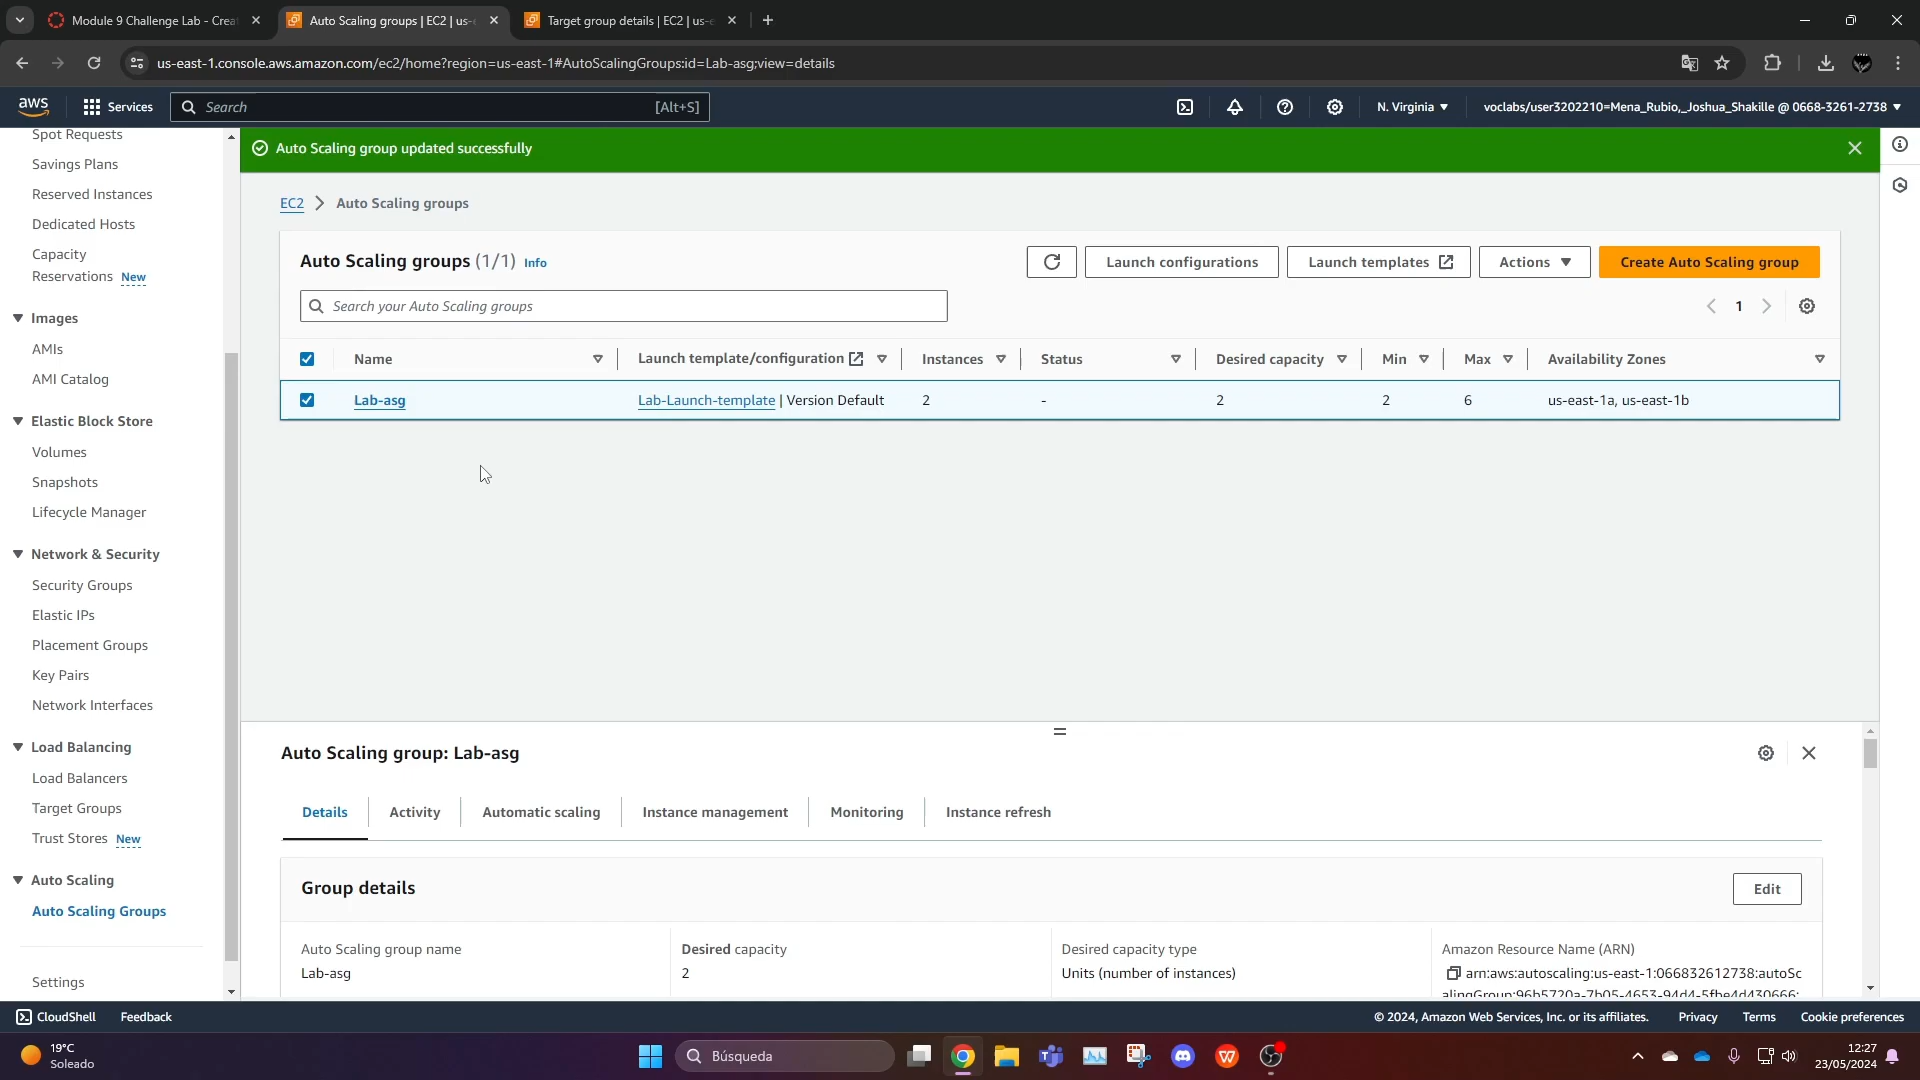 Module 9 Challenge Lab - Crea
Auto Scaling groups | EC2 | us-e
Target group details | EC2 | us-e
us-east-1.console.aws.amazon.com/ec2/home?region=us-east-1#AutoScalingGroups:id=Lab-asg;view=details
aws
Services
Search
[Alt+S]
N. Virginia
voclabs/user3202210=Mena_Rubio,_Joshua_Shakille @ 0668-3261-2738
Spot Requests
Savings Plans
Reserved Instances
Dedicated Hosts
Capacity
Reservations New
Images
AMIs
AMI Catalog
Elastic Block Store
Volumes
Snapshots
Lifecycle Manager
Network & Security
Security Groups
Elastic IPs
Placement Groups
Key Pairs
Network Interfaces
Load Balancing
Load Balancers
Target Groups
Trust Stores New
Auto Scaling
Auto Scaling Groups
Settings
Auto Scaling group updated successfully
EC2
Auto Scaling groups
Auto Scaling groups (1/1) Info
Launch configurations
Launch templates
Actions
Create Auto Scaling group
Search your Auto Scaling groups
1
Name
Launch template/configuration
Instances
Status
Desired capacity
Min
Max
Availability Zones
Lab-asg
Lab-Launch-template | Version Default
2
-
2
2
6
us-east-1a, us-east-1b
Auto Scaling group: Lab-asg
Details
Activity
Automatic scaling
Instance management
Monitoring
Instance refresh
Group details
Edit
Auto Scaling group name
Lab-asg
Desired capacity
2
Desired capacity type
Units (number of instances)
Amazon Resource Name (ARN)
arn:aws:autoscaling:us-east-1:066832612738:autoSc
alingGroup:96b5720a-7b05-4653-94d4-5fbe4d430666:
CloudShell
Feedback
© 2024, Amazon Web Services, Inc. or its affiliates.
Privacy
Terms
Cookie preferences
19°C
Soleado
Búsqueda
12:27
23/05/2024